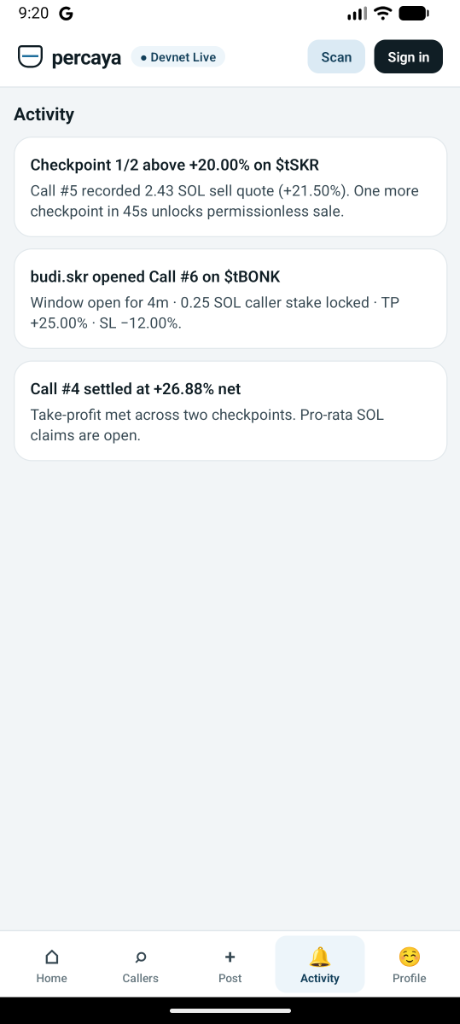 9:20 G
percaya
• Devnet Live
Scan
Sign in
Activity
Checkpoint 1/2 above +20.00% on $tSKR
Call #5 recorded 2.43 SOL sell quote (+21.50%). One more
checkpoint in 45s unlocks permissionless sale.
budi.skr opened Call #6 on $tBONK
Window open for 4m · 0.25 SOL caller stake locked · TP
+25.00% · SL −12.00%.
Call #4 settled at +26.88% net
Take-profit met across two checkpoints. Pro-rata SOL
claims are open.
Home
Callers
Post
Activity
Profile